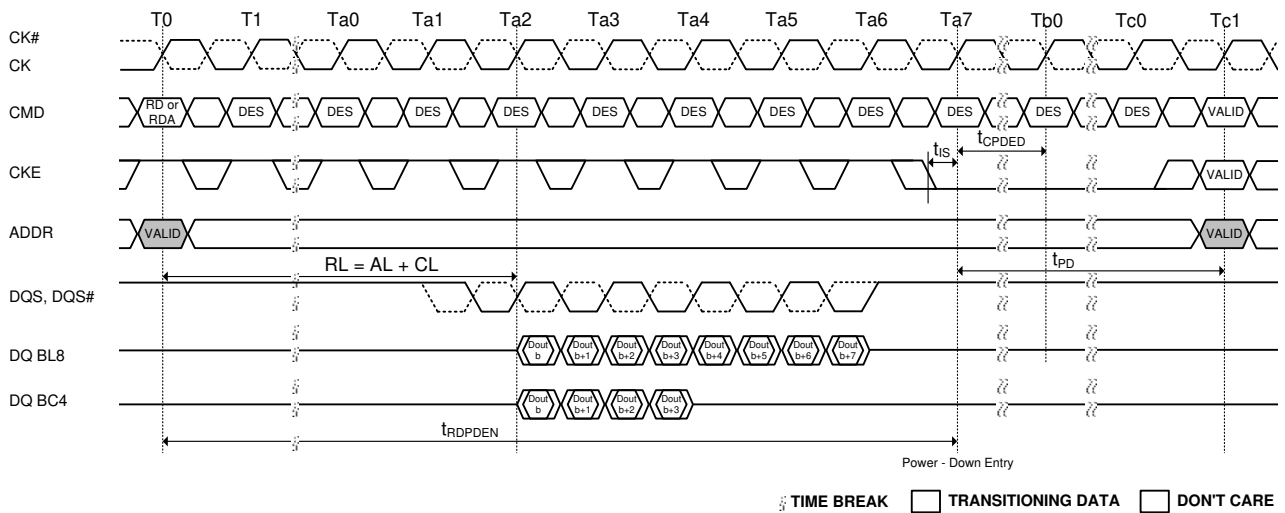 T0 T1 Ta0 Ta1 Ta2 Ta3 Ta4 Ta5 Ta6 Ta7 Tb0 Tc0 Tc1
CK#
CK
CMD
RD or
RDA
DES DES DES DES DES DES DES DES DES DES DES VALID
tIS
tCPDED
CKE
VALID
ADDR
VALID VALID
RL = AL + CL
tPD
DQS, DQS#
DQ BL8
Dout
b
Dout
b+1
Dout
b+2
Dout
b+3
Dout
b+4
Dout
b+5
Dout
b+6
Dout
b+7
DQ BC4
Dout
b
Dout
b+1
Dout
b+2
Dout
b+3
tRDPDEN
Power - Down Entry
TIME BREAK TRANSITIONING DATA DON'T CARE